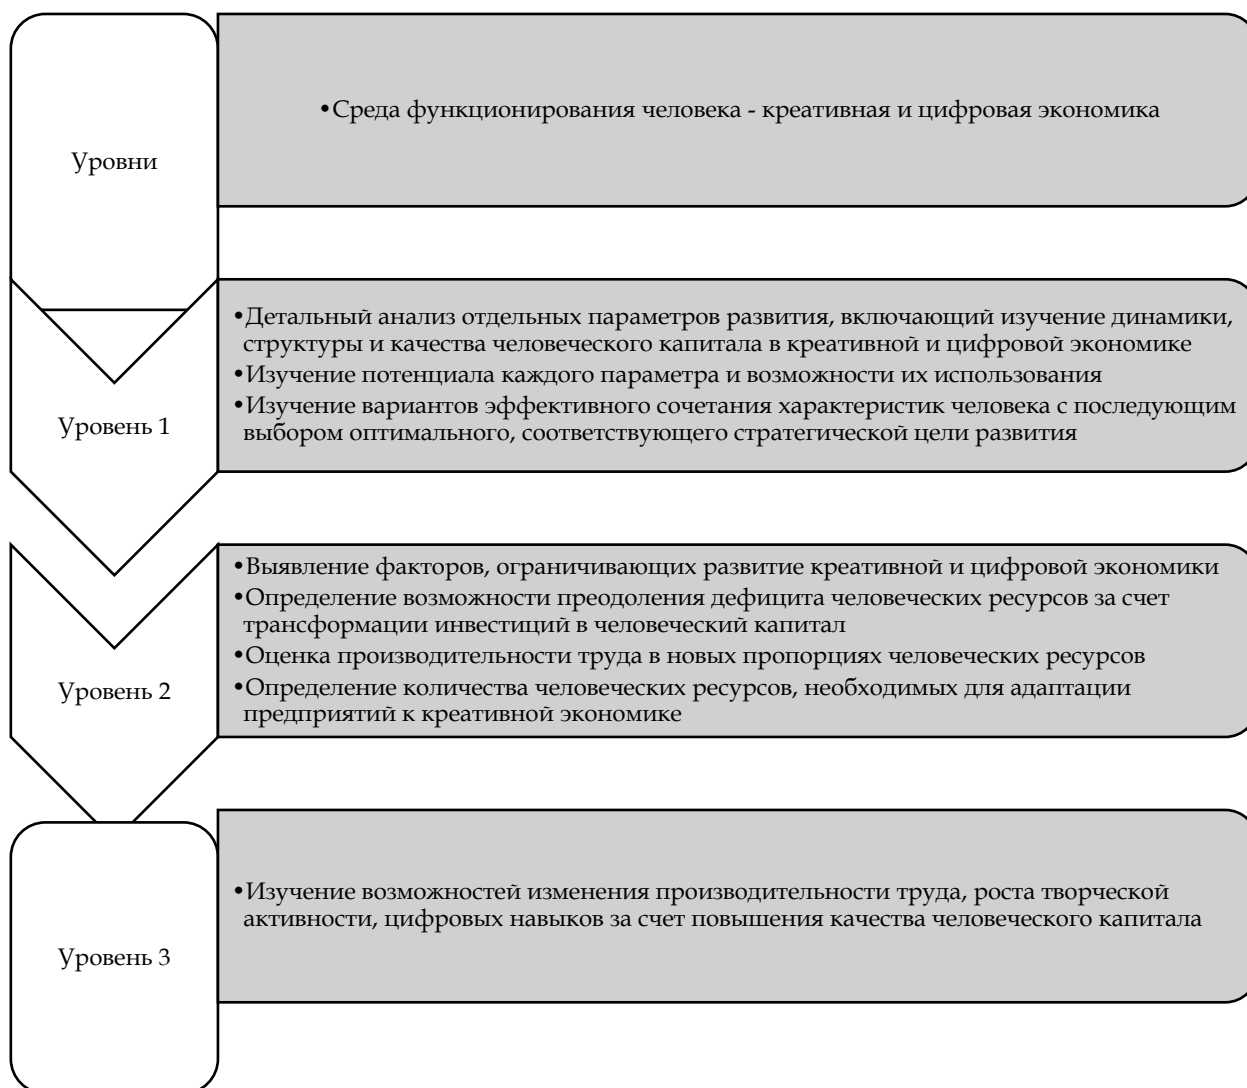 Уровни
•Среда функционирования человека - креативная и цифровая экономика
Уровень 1
•Детальный анализ отдельных параметров развития, включающий изучение динамики,
структуры и качества человеческого капитала в креативной и цифровой экономике
•Изучение потенциала каждого параметра и возможности их использования
•Изучение вариантов эффективного сочетания характеристик человека с последующим
выбором оптимального, соответствующего стратегической цели развития
Уровень 2
•Выявление факторов, ограничивающих развитие креативной и цифровой экономики
•Определение возможности преодоления дефицита человеческих ресурсов за счет
трансформации инвестиций в человеческий капитал
•Оценка производительности труда в новых пропорциях человеческих ресурсов
•Определение количества человеческих ресурсов, необходимых для адаптации
предприятий к креативной экономике
Уровень 3
•Изучение возможностей изменения производительности труда, роста творческой
активности, цифровых навыков за счет повышения качества человеческого капитала